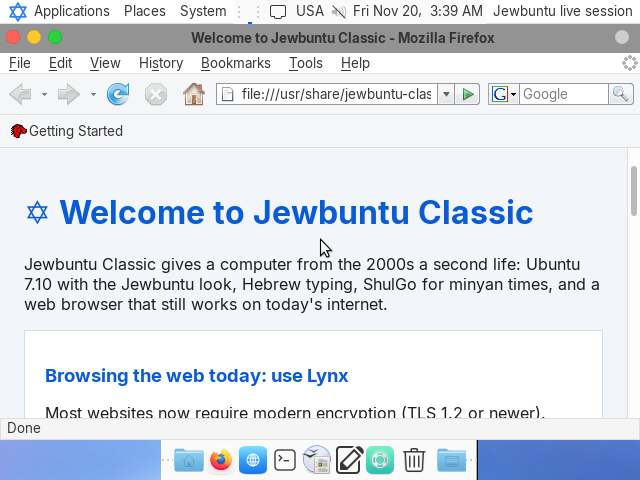 Applications Places System USA Fri Nov 20, 3:39 AM Jewbuntu live session
Welcome to Jewbuntu Classic - Mozilla Firefox
File Edit View History Bookmarks Tools Help
file:///usr/share/jewbuntu-clas G Google
Getting Started
Welcome to Jewbuntu Classic
Jewbuntu Classic gives a computer from the 2000s a second life: Ubuntu
7.10 with the Jewbuntu look, Hebrew typing, ShulGo for minyan times, and a
web browser that still works on today's internet.
Browsing the web today: use Lynx
Most websites now require modern encryption (TLS 1.2 or newer).
Done